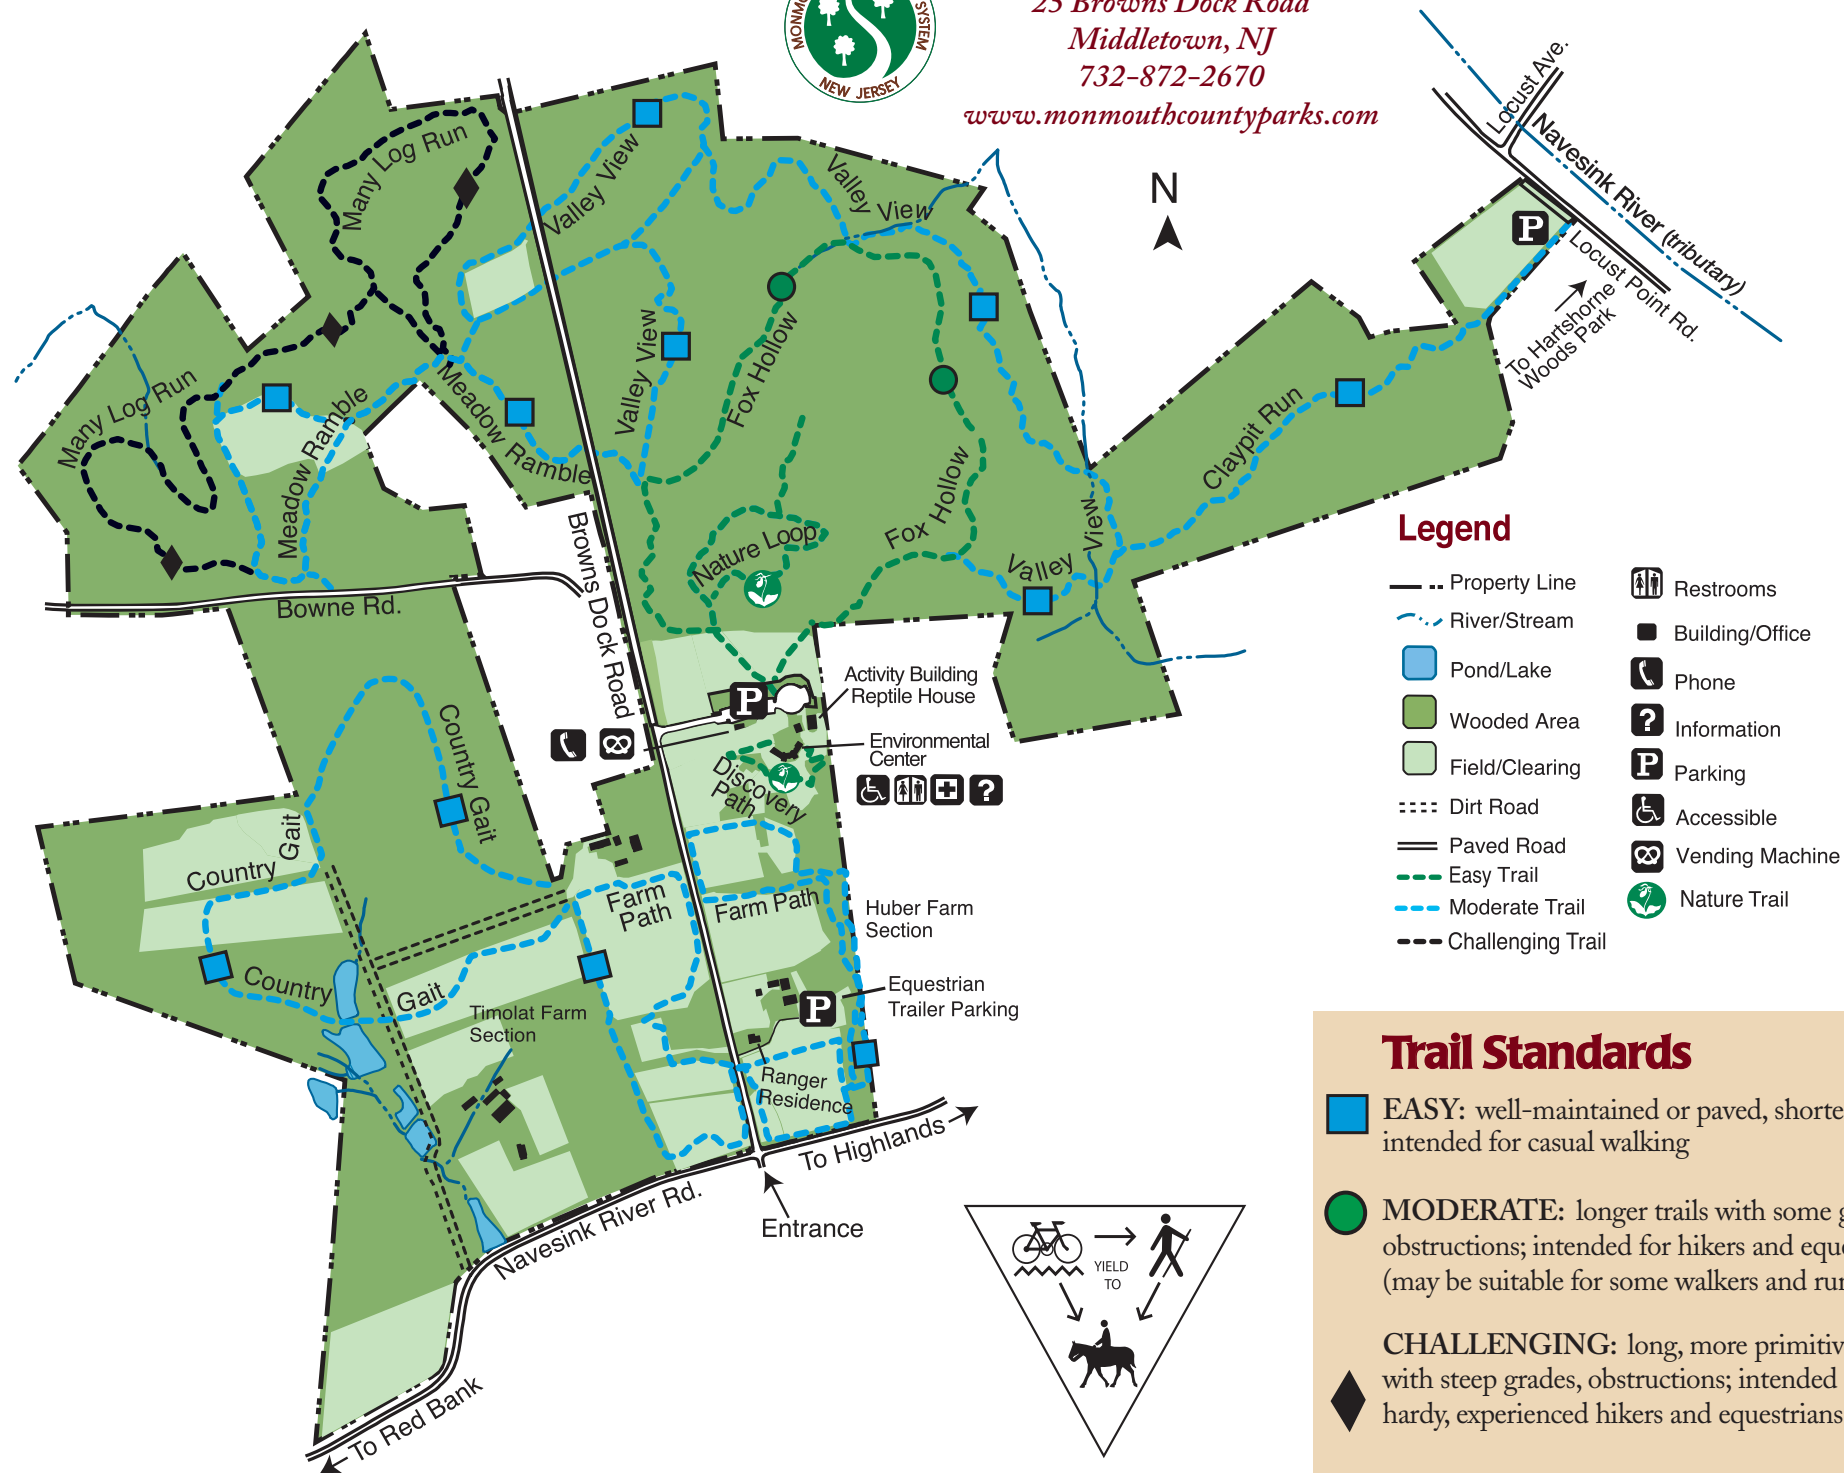 MONMO
SYSTEM
NEW JERSEY
25 Browns Dock Road
Middletown, NJ
732-872-2670
www.monmouthcountyparks.com
N
Locust Ave.
Navesink River (tributary)
Locust Point Rd.
To Hartshorne
Woods Park
P
Many Log Run
Valley View
Valley
View
Many Log Run
Meadow Ramble
Meadow Ramble
Valley View
Fox Hollow
Fox Hollow
Claypit Run
Nature Loop
Valley
View
Bowne Rd.
Browns Dock Road
P
Activity Building
Reptile House
Environmental
Center
?
Discovery
Path
Country Gait
Country
Gait
Country
Gait
Farm
Path
Farm Path
Huber Farm
Section
Equestrian
Trailer Parking
P
Timolat Farm
Section
Ranger
Residence
To Highlands
Navesink River Rd.
Entrance
To Red Bank
Legend
Property Line
River/Stream
Pond/Lake
Wooded Area
Field/Clearing
Dirt Road
Paved Road
Easy Trail
Moderate Trail
Challenging Trail
Restrooms
Building/Office
Phone
? Information
P Parking
Accessible
Vending Machine
Nature Trail
YIELD
TO
Trail Standards
EASY: well-maintained or paved, shorte
intended for casual walking
MODERATE: longer trails with some g
obstructions; intended for hikers and eque
(may be suitable for some walkers and run
CHALLENGING: long, more primitiv
with steep grades, obstructions; intended
hardy, experienced hikers and equestrians